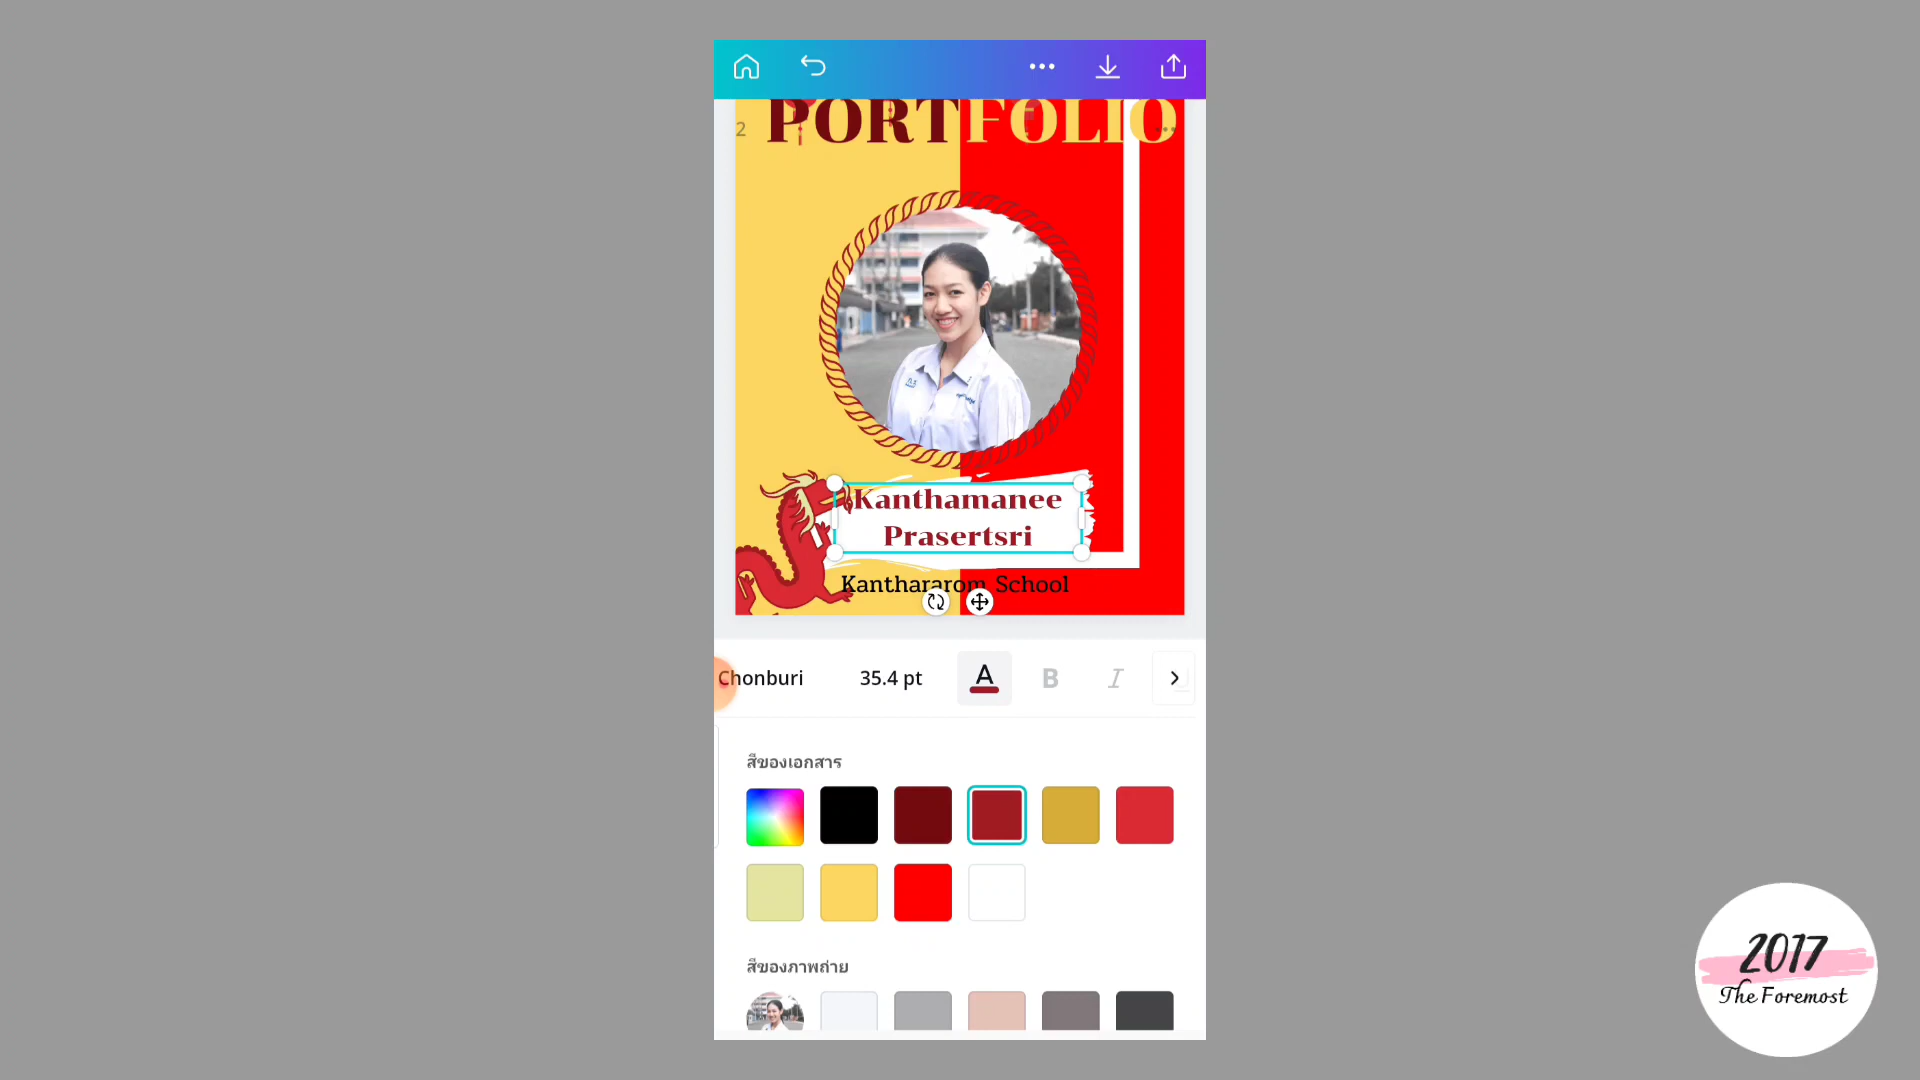 PORTFOLIO
2
Kanthamanee
Prasertsri
Kanthararom School
Chonburi 35.4 pt A B I
สีของเอกสาร
สีของภาพถ่าย
2017
The Foremost